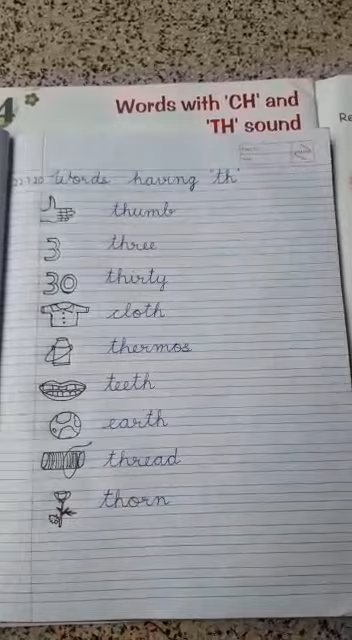 4
Words with 'CH' and
'TH' sound
Re
Words having 'th'
thumb
3 three
30 thirty
cloth
thermos
teeth
earth
thread
thorn